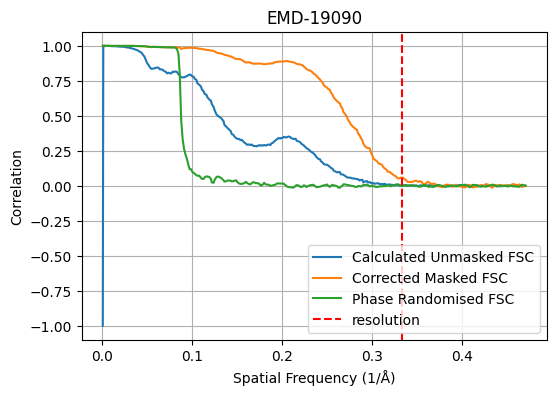 EMD-19090
1.00
0.75
0.50
0.25
0.00
−0.25
−0.50
−0.75
−1.00
Correlation
Calculated Unmasked FSC
Corrected Masked FSC
Phase Randomised FSC
resolution
0.0 0.1 0.2 0.3 0.4
Spatial Frequency (1/Å)